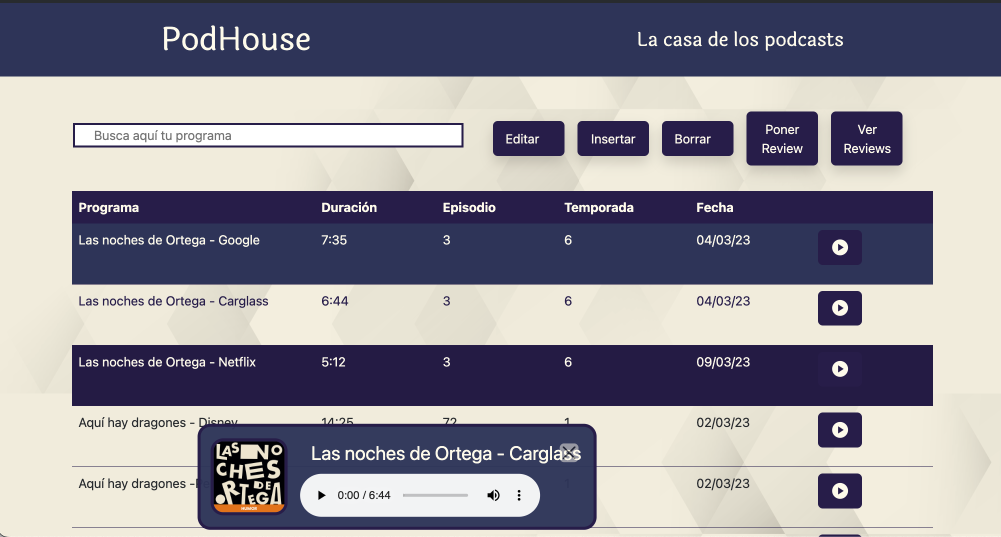 PodHouse
La casa de los podcasts
Busca aquí tu programa
Editar
Insertar
Borrar
Poner
Review
Ver
Reviews
Programa Duración Episodio Temporada Fecha
Las noches de Ortega - Google 7:35 3 6 04/03/23
Las noches de Ortega - Carglass 6:44 3 6 04/03/23
Las noches de Ortega - Netflix 5:12 3 6 09/03/23
Aquí hay dragones - Disney 14:25 72 1 02/03/23
Aquí hay dragones - 1 02/03/23
LAS NO
CHES
DE
ORTEGA
HUMOR
Las noches de Ortega - Carglass
0:00 / 6:44